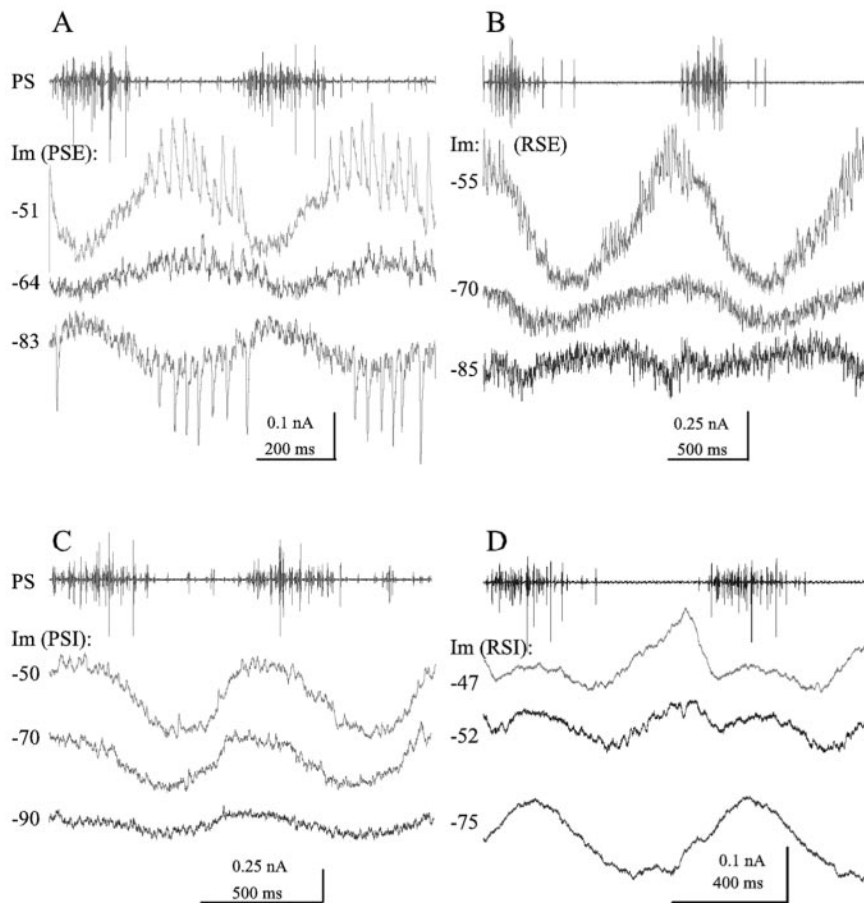 A
PS
Im (PSE):
-51
-64
-83
0.1 nA
200 ms
B
Im: (RSE)
-55
-70
-85
0.25 nA
500 ms
C
PS
Im (PSI):
-50
-70
-90
0.25 nA
500 ms
D
Im (RSI):
-47
-52
-75
0.1 nA
400 ms